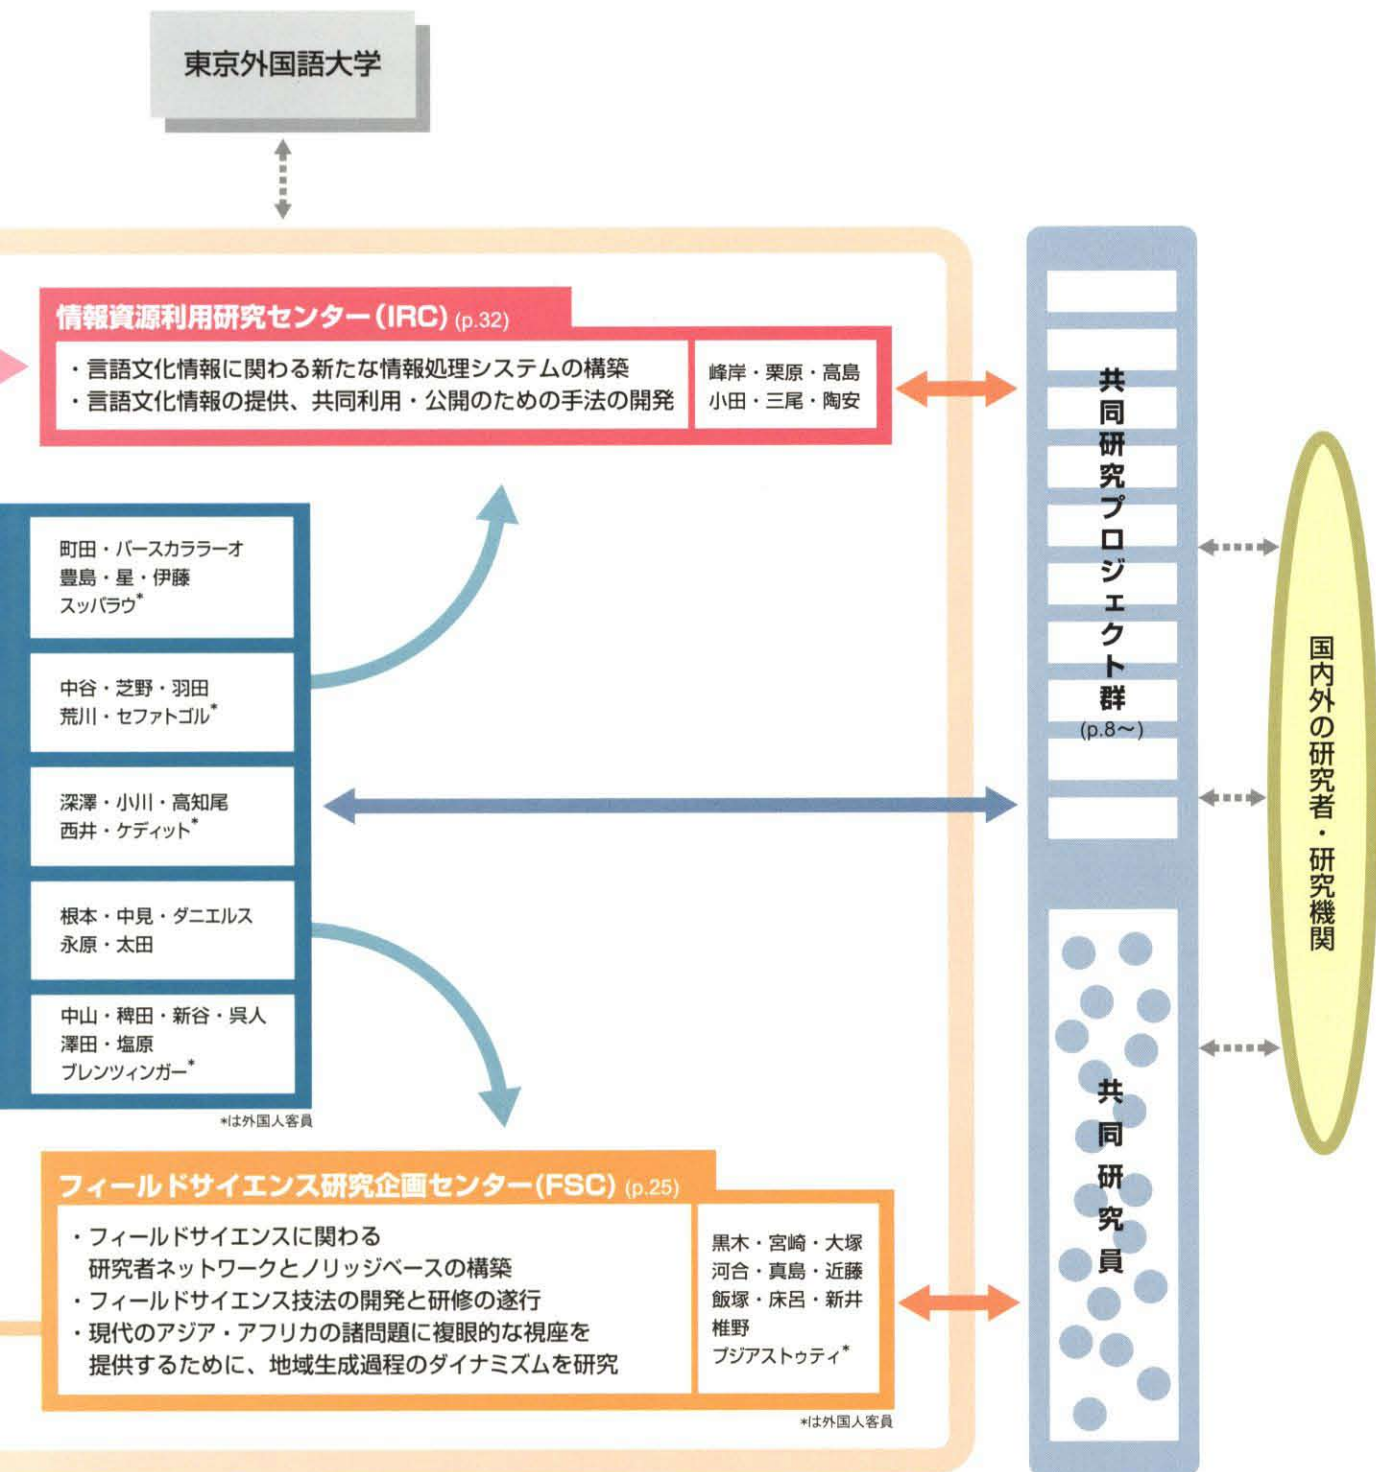 東京外国語大学
情報資源利用研究センター(IRC) (p.32)
・言語文化情報に関わる新たな情報処理システムの構築
・言語文化情報の提供、共同利用・公開のための手法の開発
峰岸・栗原・高島
小田・三尾・陶安
町田・バースカララーオ
豊島・星・伊藤
スッバラウ*
中谷・芝野・羽田
荒川・セファトゴル*
深澤・小川・高知尾
西井・ケディット*
根本・中見・ダニエルス
永原・太田
中山・稗田・新谷・呉人
澤田・塩原
ブレンツィンガー*
*は外国人客員
フィールドサイエンス研究企画センター(FSC) (p.25)
・フィールドサイエンスに関わる
研究者ネットワークとノリッジベースの構築
・フィールドサイエンス技法の開発と研修の遂行
・現代のアジア・アフリカの諸問題に複眼的な視座を
提供するために、地域生成過程のダイナミズムを研究
黒木・宮崎・大塚
河合・真島・近藤
飯塚・床呂・新井
椎野
プジアストゥティ*
*は外国人客員
共同研究プロジェクト群
(p.8～)
共同研究員
国内外の研究者・研究機関